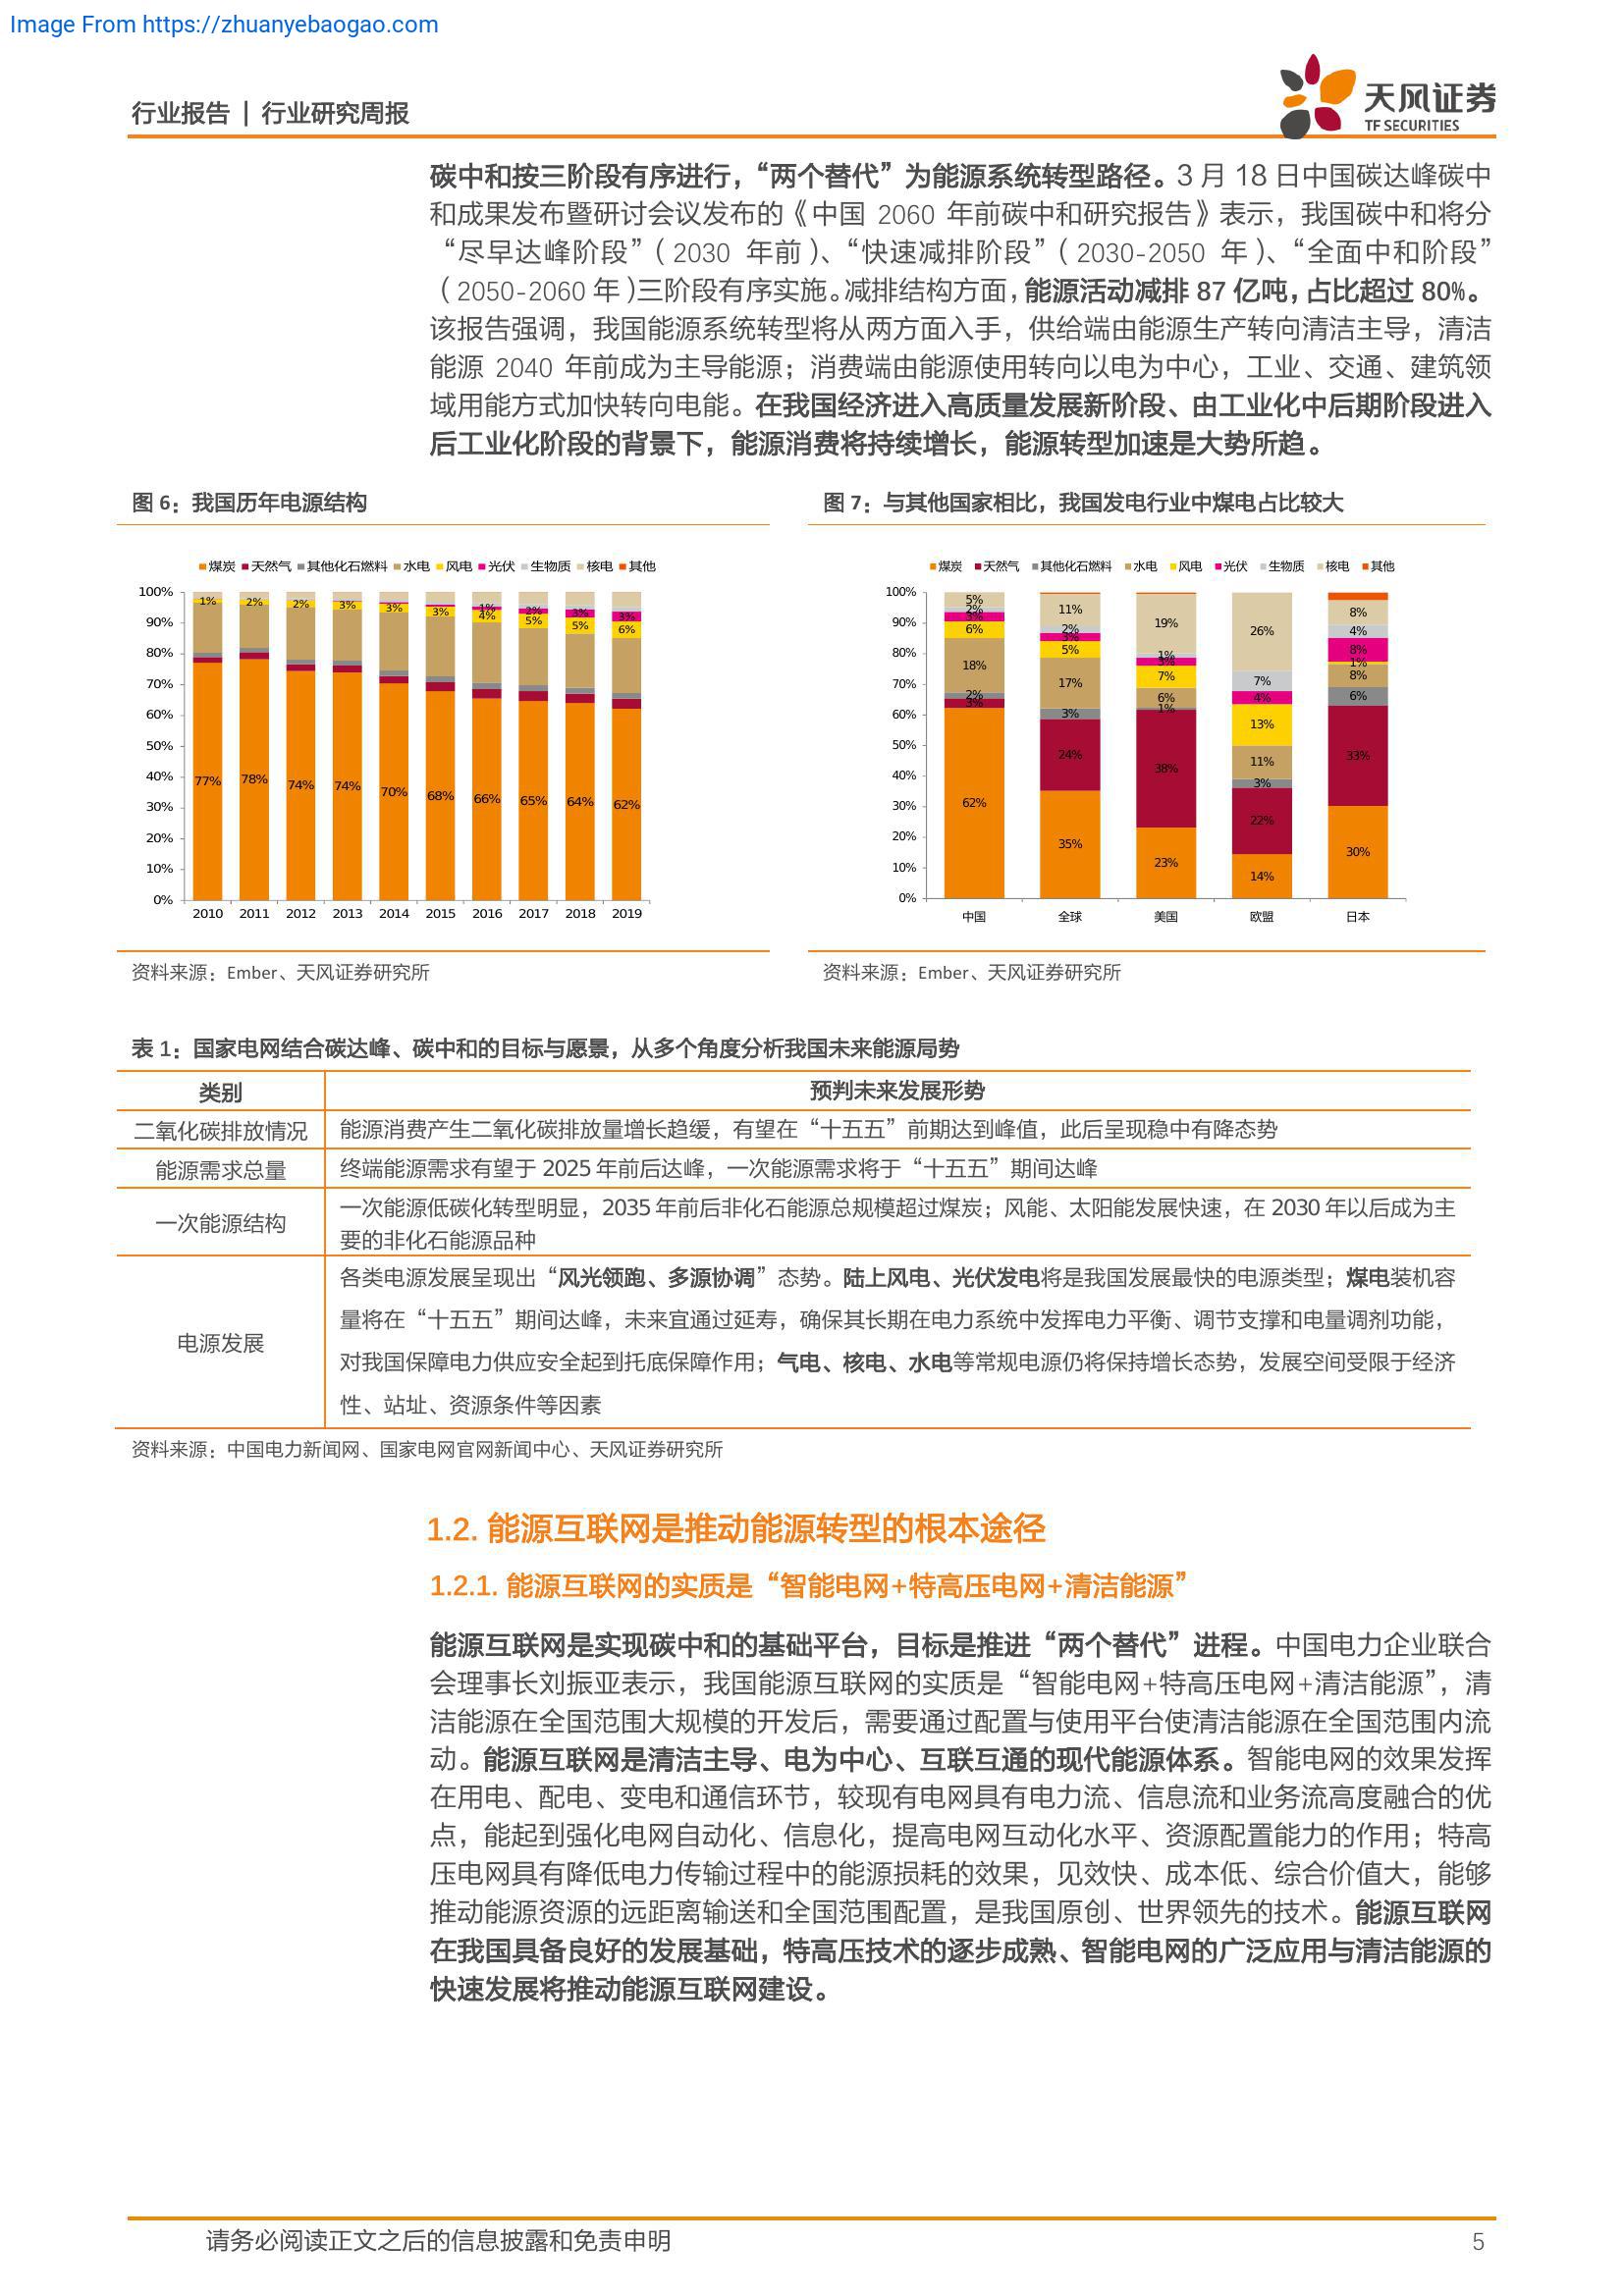 Image From https://zhuanyebaogao.com
行业报告 | 行业研究周报
天风证券
TF SECURITIES
碳中和按三阶段有序进行，“两个替代”为能源系统转型路径。3 月 18 日中国碳达峰碳中
和成果发布暨研讨会议发布的《中国 2060 年前碳中和研究报告》表示，我国碳中和将分
“尽早达峰阶段”（2030 年前）、“快速减排阶段”（2030-2050 年）、“全面中和阶段”
（2050-2060 年）三阶段有序实施。减排结构方面，能源活动减排 87 亿吨，占比超过 80%。
该报告强调，我国能源系统转型将从两方面入手，供给端由能源生产转向清洁主导，清洁
能源 2040 年前成为主导能源；消费端由能源使用转向以电为中心，工业、交通、建筑领
域用能方式加快转向电能。在我国经济进入高质量发展新阶段、由工业化中后期阶段进入
后工业化阶段的背景下，能源消费将持续增长，能源转型加速是大势所趋。
图 6：我国历年电源结构
煤炭 天然气 其他化石燃料 水电 风电 光伏 生物质 核电 其他
100%
90%
80%
70%
60%
50%
40%
30%
20%
10%
0%
1% 2% 2% 3% 3% 3% 1% 2% 3% 3%
4% 5% 5% 6%
77% 78% 74% 74% 70% 68% 66% 65% 64% 62%
2010 2011 2012 2013 2014 2015 2016 2017 2018 2019
资料来源：Ember、天风证券研究所
图 7：与其他国家相比，我国发电行业中煤电占比较大
煤炭 天然气 其他化石燃料 水电 风电 光伏 生物质 核电 其他
100%
90%
80%
70%
60%
50%
40%
30%
20%
10%
0%
5% 2% 3% 6% 18% 2% 3% 62%
11% 2% 3% 5% 17% 3% 24% 35%
19% 1% 3% 7% 6% 1% 38% 23%
26% 7% 4% 13% 11% 3% 22% 14%
8% 4% 8% 1% 8% 6% 33% 30%
中国 全球 美国 欧盟 日本
资料来源：Ember、天风证券研究所
表 1：国家电网结合碳达峰、碳中和的目标与愿景，从多个角度分析我国未来能源局势
类别 预判未来发展形势
二氧化碳排放情况 能源消费产生二氧化碳排放量增长趋缓，有望在“十五五”前期达到峰值，此后呈现稳中有降态势
能源需求总量 终端能源需求有望于 2025 年前后达峰，一次能源需求将于“十五五”期间达峰
一次能源结构 一次能源低碳化转型明显，2035 年前后非化石能源总规模超过煤炭；风能、太阳能发展快速，在 2030 年以后成为主
要的非化石能源品种
电源发展 各类电源发展呈现出“风光领跑、多源协调”态势。陆上风电、光伏发电将是我国发展最快的电源类型；煤电装机容
量将在“十五五”期间达峰，未来宜通过延寿，确保其长期在电力系统中发挥电力平衡、调节支撑和电量调剂功能，
对我国保障电力供应安全起到托底保障作用；气电、核电、水电等常规电源仍将保持增长态势，发展空间受限于经济
性、站址、资源条件等因素
资料来源：中国电力新闻网、国家电网官网新闻中心、天风证券研究所
1.2. 能源互联网是推动能源转型的根本途径
1.2.1. 能源互联网的实质是“智能电网+特高压电网+清洁能源”
能源互联网是实现碳中和的基础平台，目标是推进“两个替代”进程。中国电力企业联合
会理事长刘振亚表示，我国能源互联网的实质是“智能电网+特高压电网+清洁能源”，清
洁能源在全国范围大规模的开发后，需要通过配置与使用平台使清洁能源在全国范围内流
动。能源互联网是清洁主导、电为中心、互联互通的现代能源体系。智能电网的效果发挥
在用电、配电、变电和通信环节，较现有电网具有电力流、信息流和业务流高度融合的优
点，能起到强化电网自动化、信息化，提高电网互动化水平、资源配置能力的作用；特高
压电网具有降低电力传输过程中的能源损耗的效果，见效快、成本低、综合价值大，能够
推动能源资源的远距离输送和全国范围配置，是我国原创、世界领先的技术。能源互联网
在我国具备良好的发展基础，特高压技术的逐步成熟、智能电网的广泛应用与清洁能源的
快速发展将推动能源互联网建设。
请务必阅读正文之后的信息披露和免责申明 5